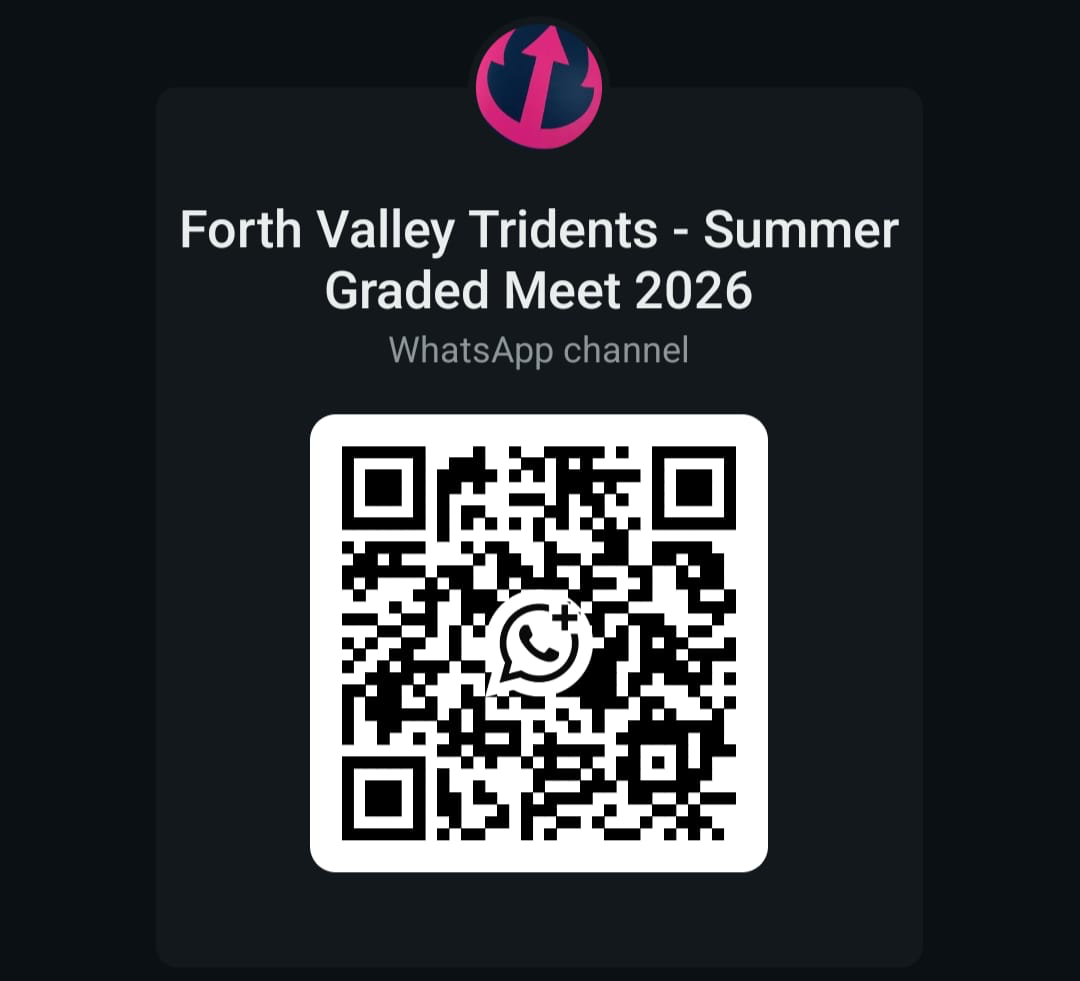 Forth Valley Tridents - Summer
Graded Meet 2026
WhatsApp channel